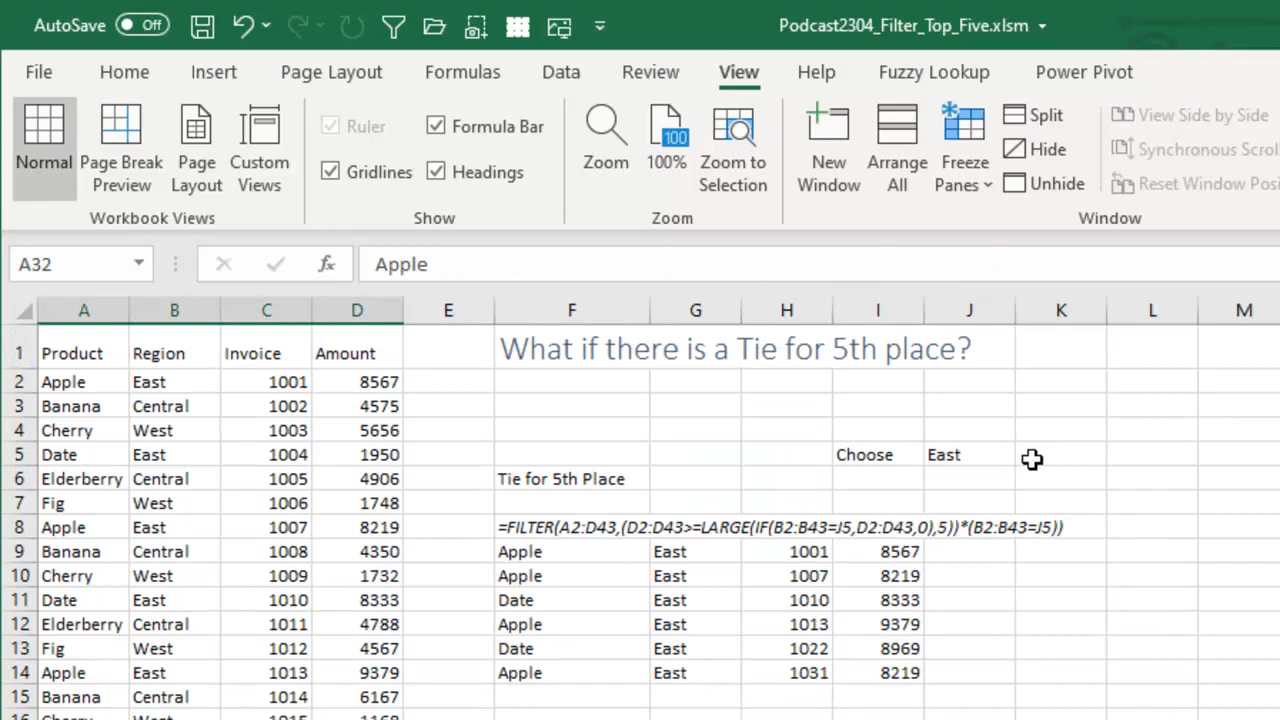 AutoSave Off Podcast2304_Filter_Top_Five.xlsm
File Home Insert Page Layout Formulas Data Review View Help Fuzzy Lookup Power Pivot
Normal Page Break Preview Page Layout Custom Views
Workbook Views
Ruler Formula Bar
Gridlines Headings
Show
Zoom 100 100% Zoom to Selection
Zoom
New Window Arrange All Freeze Panes
Split
Hide
Unhide
View Side by Side
Synchronous Scroll
Reset Window Posi
Window
A32 fx Apple
A B C D E F G H I J K L M
1 Product Region Invoice Amount What if there is a Tie for 5th place?
2 Apple East 1001 8567
3 Banana Central 1002 4575
4 Cherry West 1003 5656
5 Date East 1004 1950 Choose East
6 Elderberry Central 1005 4906 Tie for 5th Place
7 Fig West 1006 1748
8 Apple East 1007 8219 =FILTER(A2:D43,(D2:D43>=LARGE(IF(B2:B43=J5,D2:D43,0),5))*(B2:B43=J5))
9 Banana Central 1008 4350 Apple East 1001 8567
10 Cherry West 1009 1732 Apple East 1007 8219
11 Date East 1010 8333 Date East 1010 8333
12 Elderberry Central 1011 4788 Apple East 1013 9379
13 Fig West 1012 4567 Date East 1022 8969
14 Apple East 1013 9379 Apple East 1031 8219
15 Banana Central 1014 6167